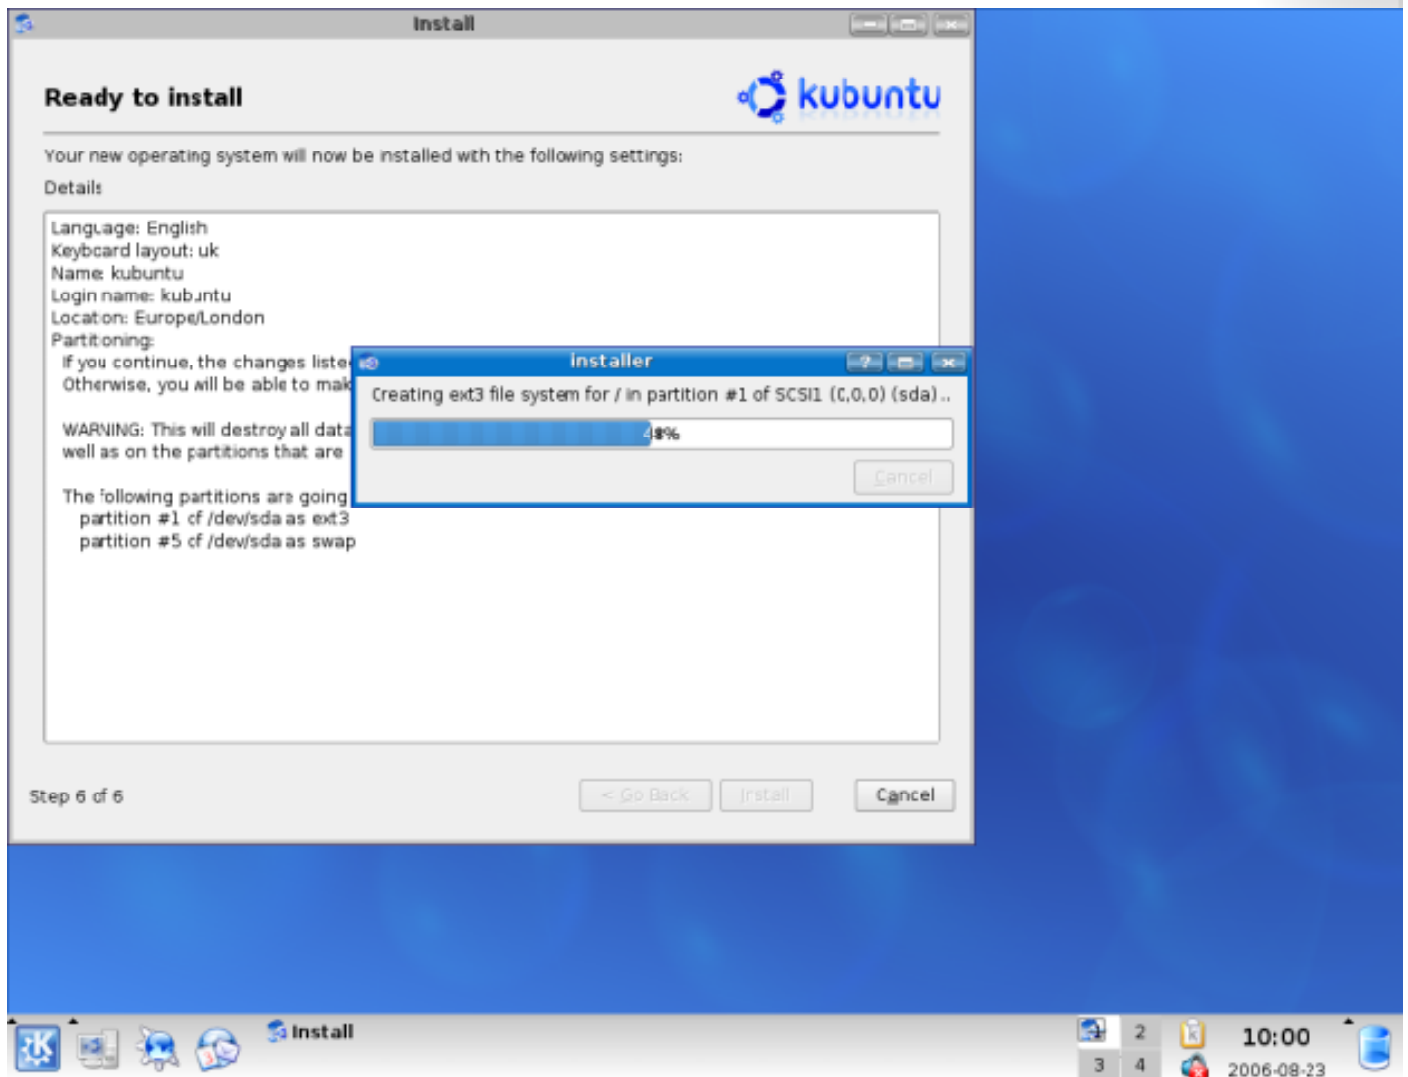 Install
Ready to install
kubuntu
Your new operating system will now be installed with the following settings:
Details
Language: English
Keyboard layout: uk
Name: kubuntu
Login name: kubuntu
Location: Europe/London
Partitioning:
If you continue, the changes liste
Otherwise, you will be able to mak
WARNING: This will destroy all data
well as on the partitions that are
The following partitions are going
partition #1 of /dev/sda as ext3
partition #5 of /dev/sda as swap
installer
Creating ext3 file system for / in partition #1 of SCSI1 (0,0,0) (sda)...
48%
Cancel
Step 6 of 6
< Go Back
Install
Cancel
Install
2
3 4
10:00
2006-08-23